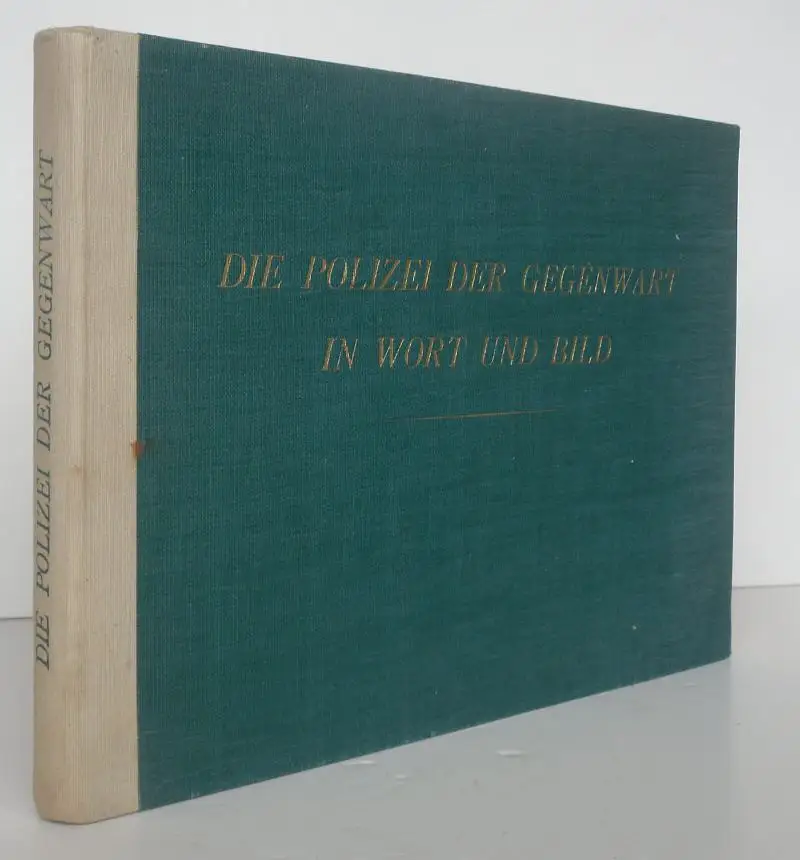 DIE POLIZEI DER GEGENWART
DIE POLIZEI DER GEGENWART
IN WORT UND BILD